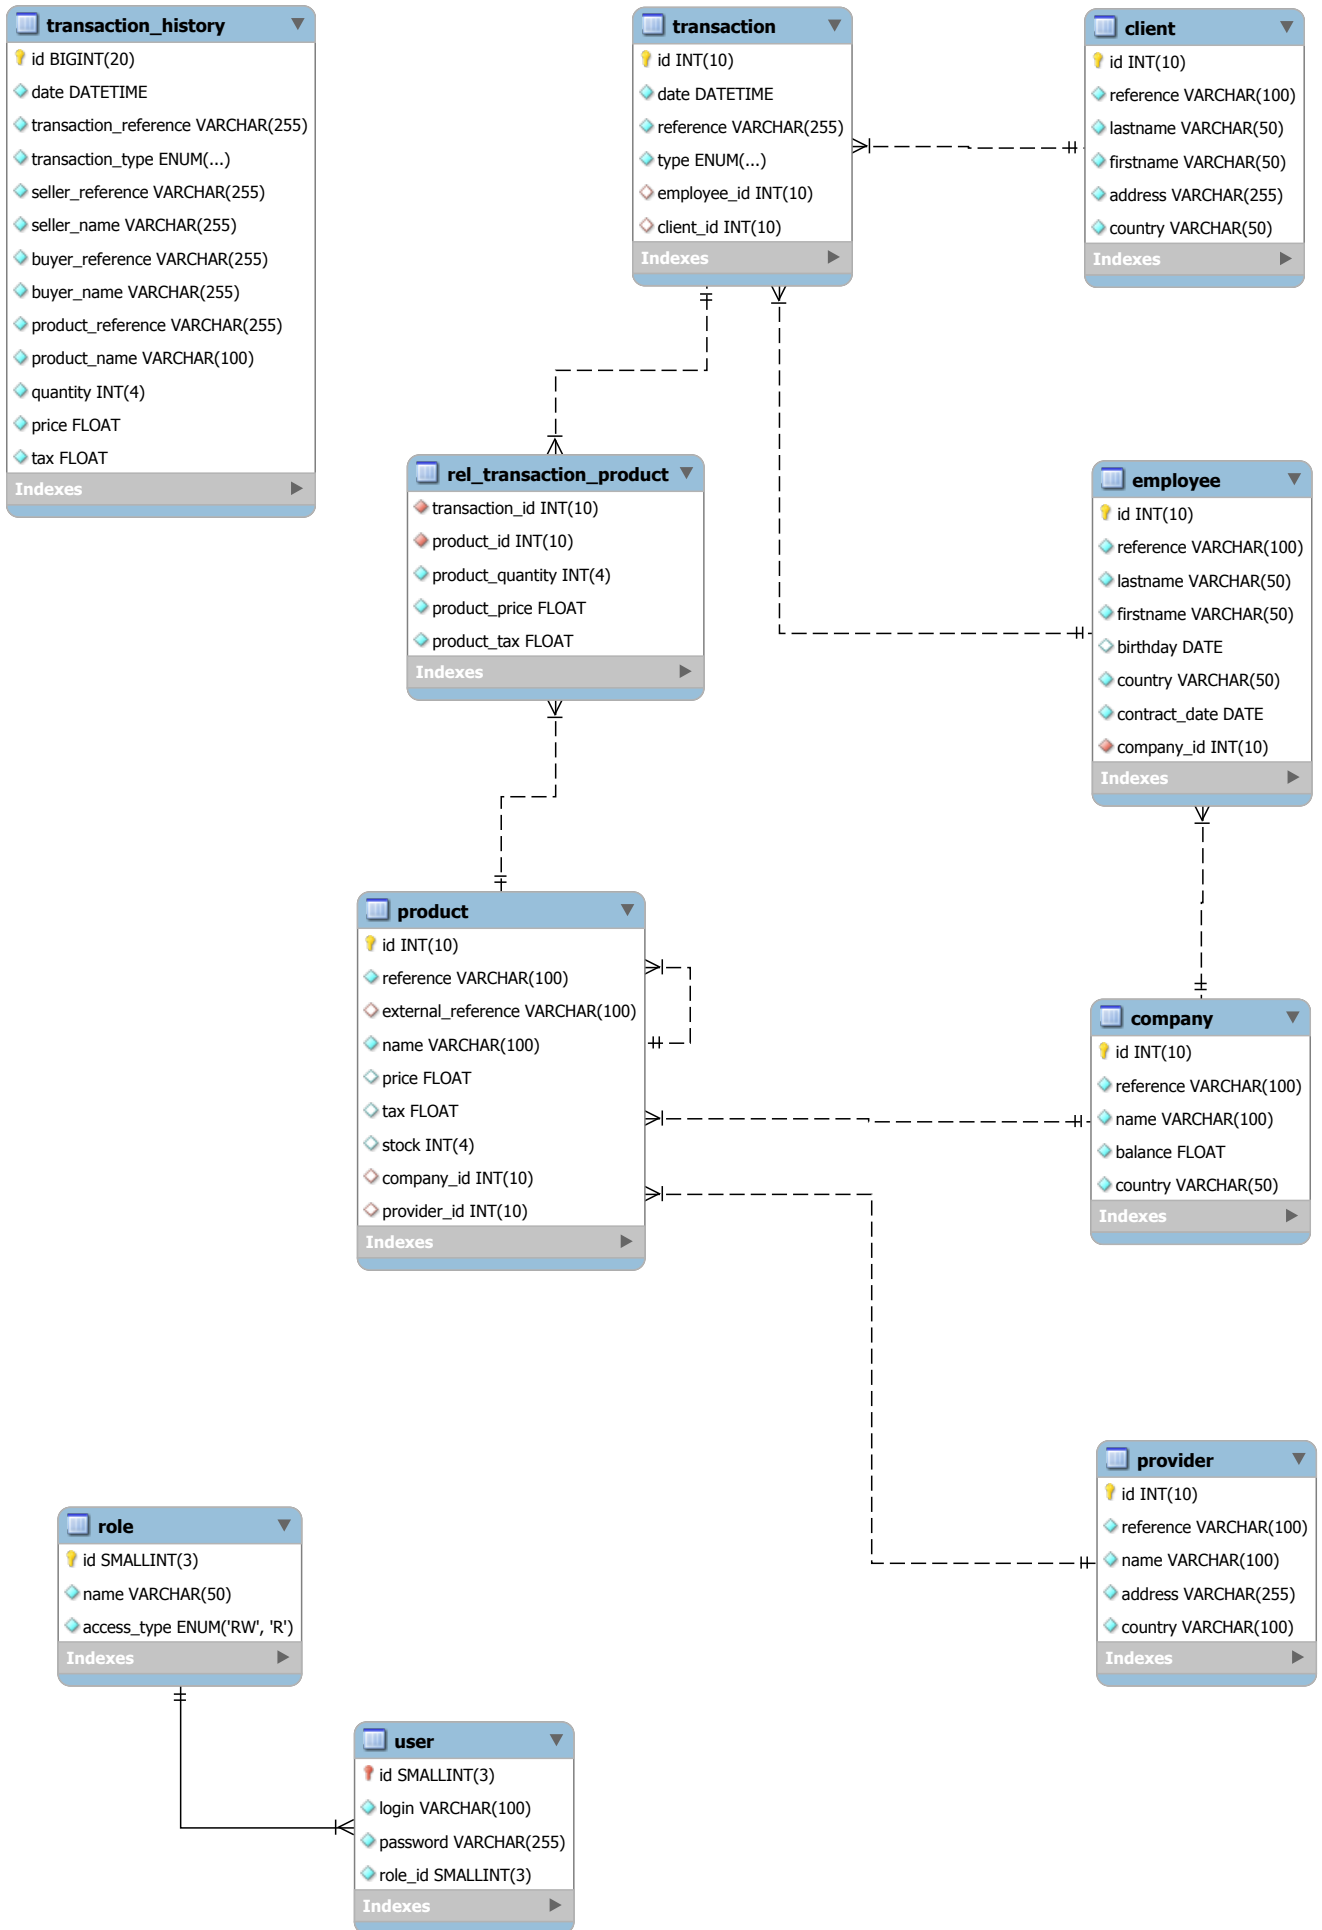 transaction_history
id BIGINT(20)
date DATETIME
transaction_reference VARCHAR(255)
transaction_type ENUM(...)
seller_reference VARCHAR(255)
seller_name VARCHAR(255)
buyer_reference VARCHAR(255)
buyer_name VARCHAR(255)
product_reference VARCHAR(255)
product_name VARCHAR(100)
quantity INT(4)
price FLOAT
tax FLOAT
Indexes
transaction
id INT(10)
date DATETIME
reference VARCHAR(255)
type ENUM(...)
employee_id INT(10)
client_id INT(10)
Indexes
client
id INT(10)
reference VARCHAR(100)
lastname VARCHAR(50)
firstname VARCHAR(50)
address VARCHAR(255)
country VARCHAR(50)
Indexes
rel_transaction_product
transaction_id INT(10)
product_id INT(10)
product_quantity INT(4)
product_price FLOAT
product_tax FLOAT
Indexes
employee
id INT(10)
reference VARCHAR(100)
lastname VARCHAR(50)
firstname VARCHAR(50)
birthday DATE
country VARCHAR(50)
contract_date DATE
company_id INT(10)
Indexes
product
id INT(10)
reference VARCHAR(100)
external_reference VARCHAR(100)
name VARCHAR(100)
price FLOAT
tax FLOAT
stock INT(4)
company_id INT(10)
provider_id INT(10)
Indexes
company
id INT(10)
reference VARCHAR(100)
name VARCHAR(100)
balance FLOAT
country VARCHAR(50)
Indexes
provider
id INT(10)
reference VARCHAR(100)
name VARCHAR(100)
address VARCHAR(255)
country VARCHAR(100)
Indexes
role
id SMALLINT(3)
name VARCHAR(50)
access_type ENUM('RW', 'R')
Indexes
user
id SMALLINT(3)
login VARCHAR(100)
password VARCHAR(255)
role_id SMALLINT(3)
Indexes